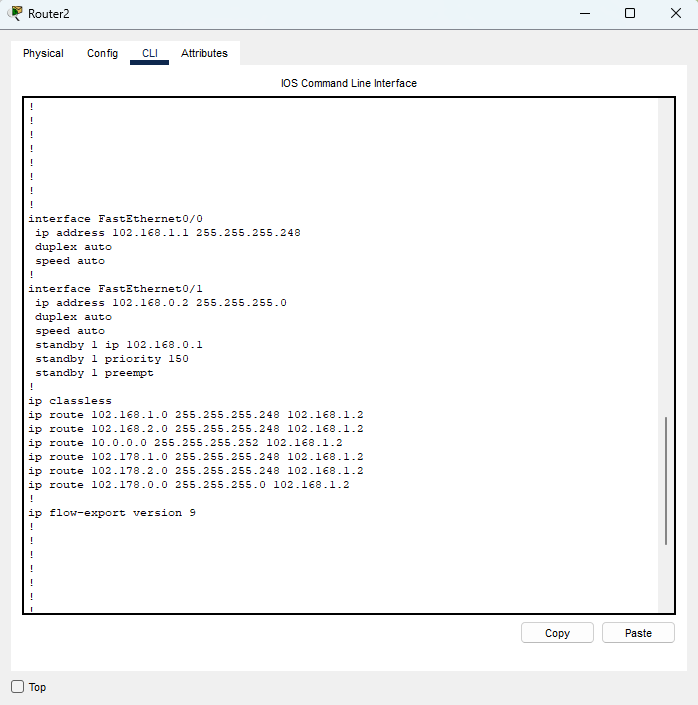 Router2
Physical Config CLI Attributes
IOS Command Line Interface
!
!
!
!
!
!
!
!
interface FastEthernet0/0
 ip address 102.168.1.1 255.255.255.248
 duplex auto
 speed auto
!
interface FastEthernet0/1
 ip address 102.168.0.2 255.255.255.0
 duplex auto
 speed auto
 standby 1 ip 102.168.0.1
 standby 1 priority 150
 standby 1 preempt
!
ip classless
ip route 102.168.1.0 255.255.255.248 102.168.1.2
ip route 102.168.2.0 255.255.255.248 102.168.1.2
ip route 10.0.0.0 255.255.255.252 102.168.1.2
ip route 102.178.1.0 255.255.255.248 102.168.1.2
ip route 102.178.2.0 255.255.255.248 102.168.1.2
ip route 102.178.0.0 255.255.255.0 102.168.1.2
!
ip flow-export version 9
!
!
!
!
!
!
!
Copy Paste
Top